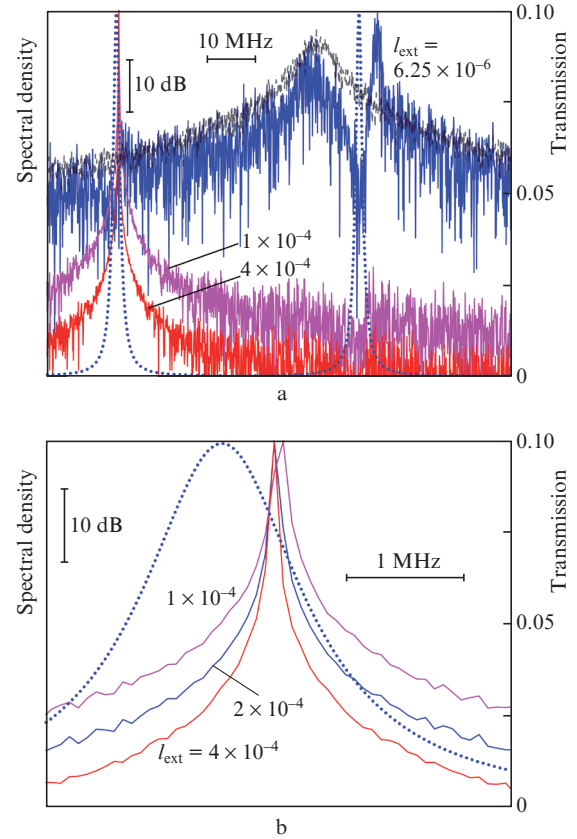 Spectral density
10 MHz
10 dB
l_ext =
6.25 × 10⁻⁶
1 × 10⁻⁴
4 × 10⁻⁴
0.10
0.05
0
Transmission
a
Spectral density
10 dB
1 MHz
1 × 10⁻⁴
2 × 10⁻⁴
l_ext = 4 × 10⁻⁴
0.10
0.05
0
Transmission
b